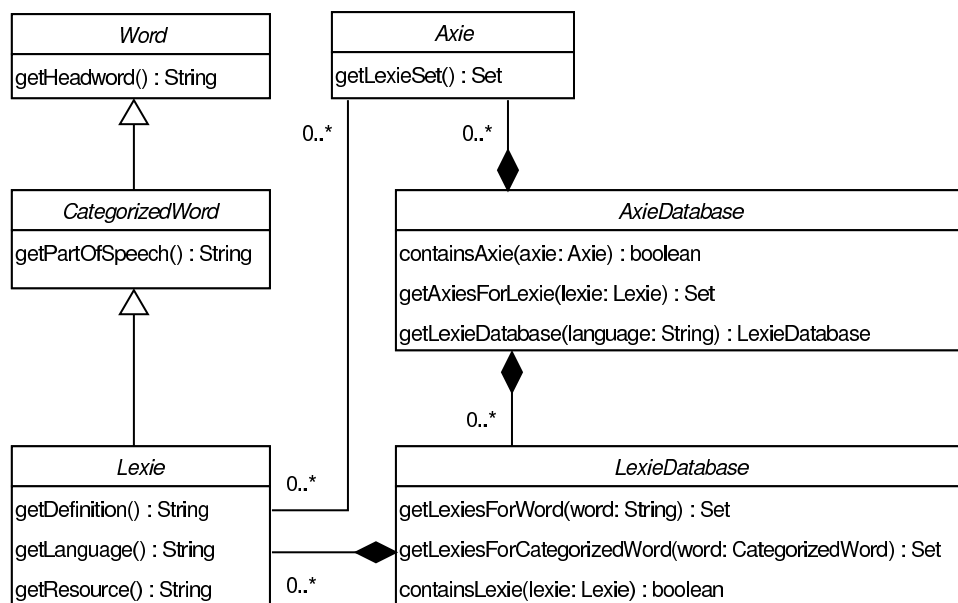 Word
getHeadword() : String
Axie
getLexieSet() : Set
0..*
0..*
CategorizedWord
getPartOfSpeech() : String
AxieDatabase
containsAxie(axie: Axie) : boolean
getAxiesForLexie(lexie: Lexie) : Set
getLexieDatabase(language: String) : LexieDatabase
0..*
Lexie
getDefinition() : String
getLanguage() : String
getResource() : String
0..*
0..*
LexieDatabase
getLexiesForWord(word: String) : Set
getLexiesForCategorizedWord(word: CategorizedWord) : Set
containsLexie(lexie: Lexie) : boolean